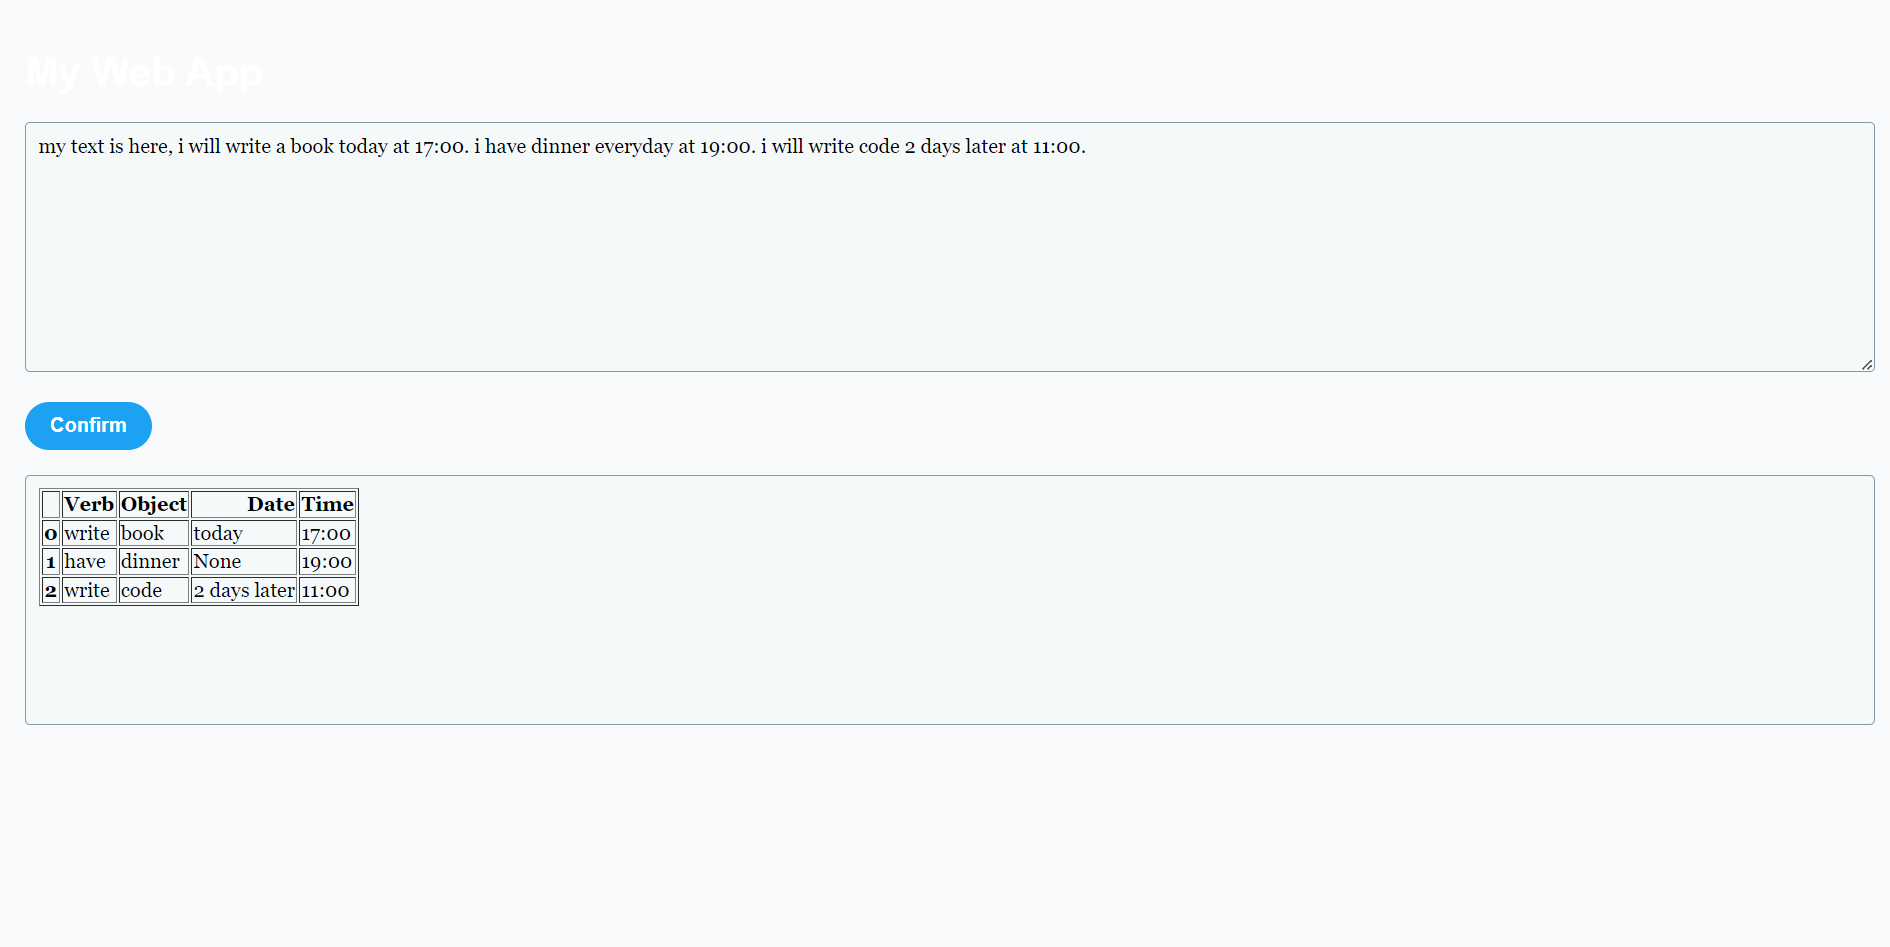 My Web App
my text is here, i will write a book today at 17:00. i have dinner everyday at 19:00. i will write code 2 days later at 11:00.
Confirm
Verb Object Date Time
0 write book today 17:00
1 have dinner None 19:00
2 write code 2 days later 11:00